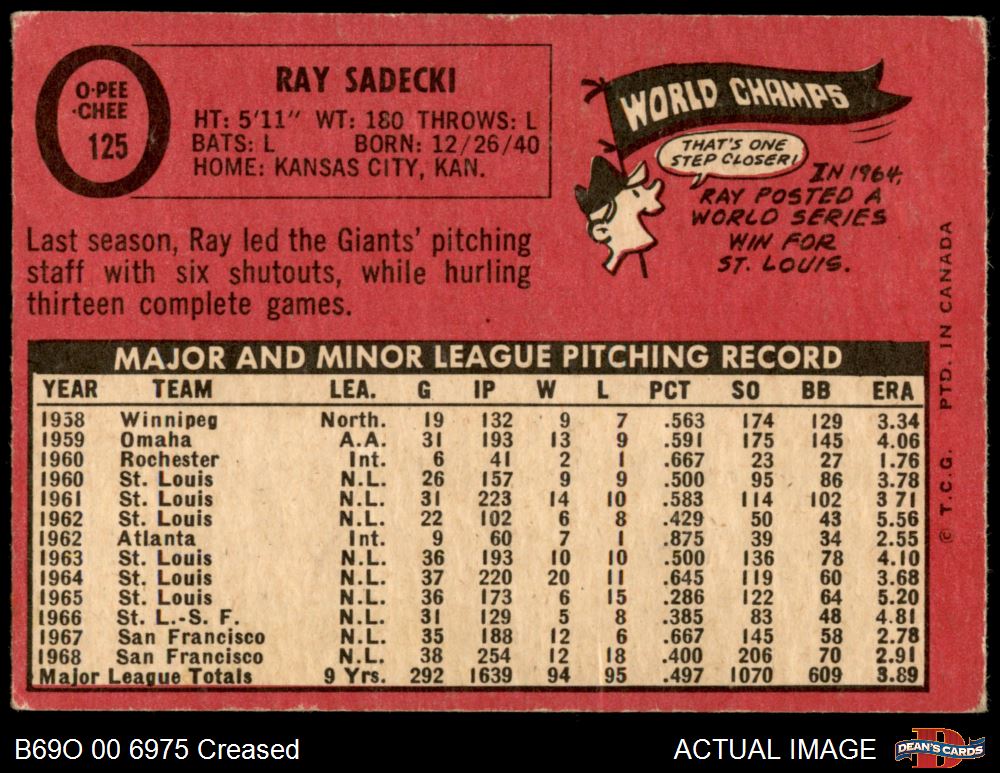 O-PEE
-CHEE
125
RAY SADECKI
HT: 5'11" WT: 180 THROWS: L
BATS: L BORN: 12/26/40
HOME: KANSAS CITY, KAN.
WORLD CHAMPS
THAT'S ONE
STEP CLOSER!
IN 1964,
RAY POSTED A
WORLD SERIES
WIN FOR
ST. LOUIS.
Last season, Ray led the Giants' pitching
staff with six shutouts, while hurling
thirteen complete games.
MAJOR AND MINOR LEAGUE PITCHING RECORD
YEAR TEAM LEA. G IP W L PCT SO BB ERA
1958 Winnipeg North. 19 132 9 7 .563 174 129 3.34
1959 Omaha A.A. 31 193 13 9 .591 175 145 4.06
1960 Rochester Int. 6 41 2 1 .667 23 27 1.76
1960 St. Louis N.L. 26 157 9 9 .500 95 86 3.78
1961 St. Louis N.L. 31 223 14 10 .583 114 102 3.71
1962 St. Louis N.L. 22 102 6 8 .429 50 43 5.56
1962 Atlanta Int. 9 60 7 1 .875 39 34 2.55
1963 St. Louis N.L. 36 193 10 10 .500 136 78 4.10
1964 St. Louis N.L. 37 220 20 11 .645 119 60 3.68
1965 St. Louis N.L. 36 173 6 15 .286 122 64 5.20
1966 St. L.-S. F. N.L. 31 129 5 8 .385 83 48 4.81
1967 San Francisco N.L. 35 188 12 6 .667 145 58 2.78
1968 San Francisco N.L. 38 254 12 18 .400 206 70 2.91
Major League Totals 9 Yrs. 292 1639 94 95 .497 1070 609 3.89
© T.C.G. PTD. IN CANADA
B69O 00 6975 Creased
ACTUAL IMAGE
DEAN'S CARDS